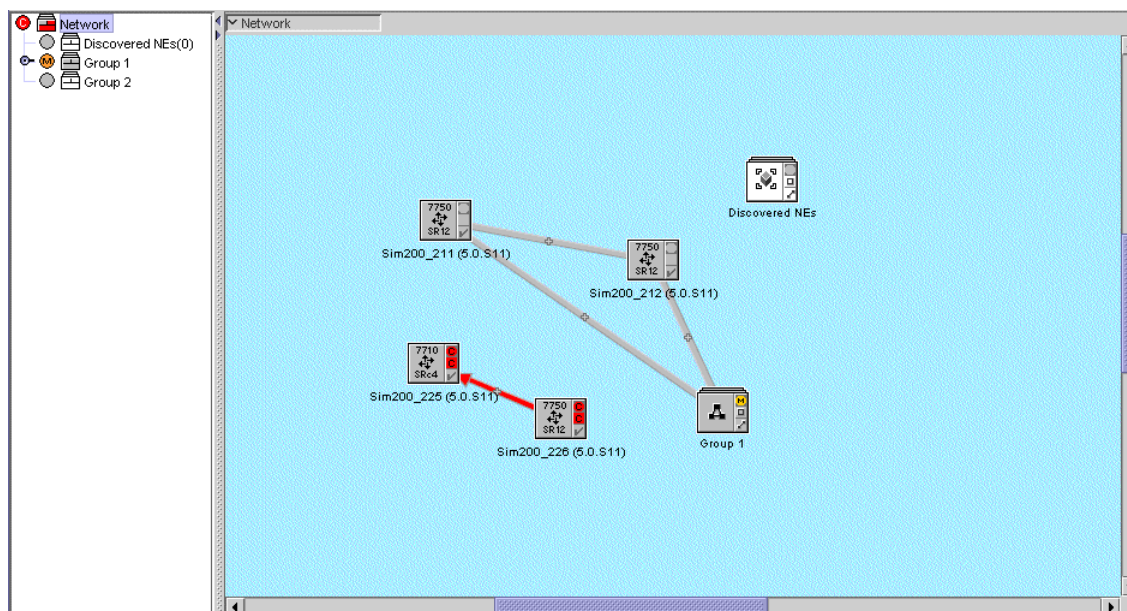 C Network
Discovered NEs(0)
M Group 1
Group 2
Network
Discovered NEs
7750
SR12
Sim200_211 (5.0.S11)
7750
SR12
Sim200_212 (5.0.S11)
7710 C
C
SRc4
Sim200_225 (5.0.S11)
7750 C
C
SR12
Sim200_226 (5.0.S11)
M
Group 1